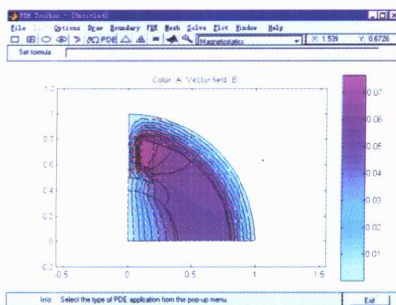 PDE Toolbox - [Untitled]
File Options Draw Boundary PDE Mesh Solve Plot Window Help
PDE Magnetostatics X: 1.539 Y: 0.6726
Set formula
Color: A Vector field: B
1.2
1
0.8
0.6
0.4
0.2
0
-0.2
-0.5 0 0.5 1 1.5
0.07
0.06
0.05
0.04
0.03
0.02
0.01
Info: Select the type of PDE application from this pop-up menu. Exit